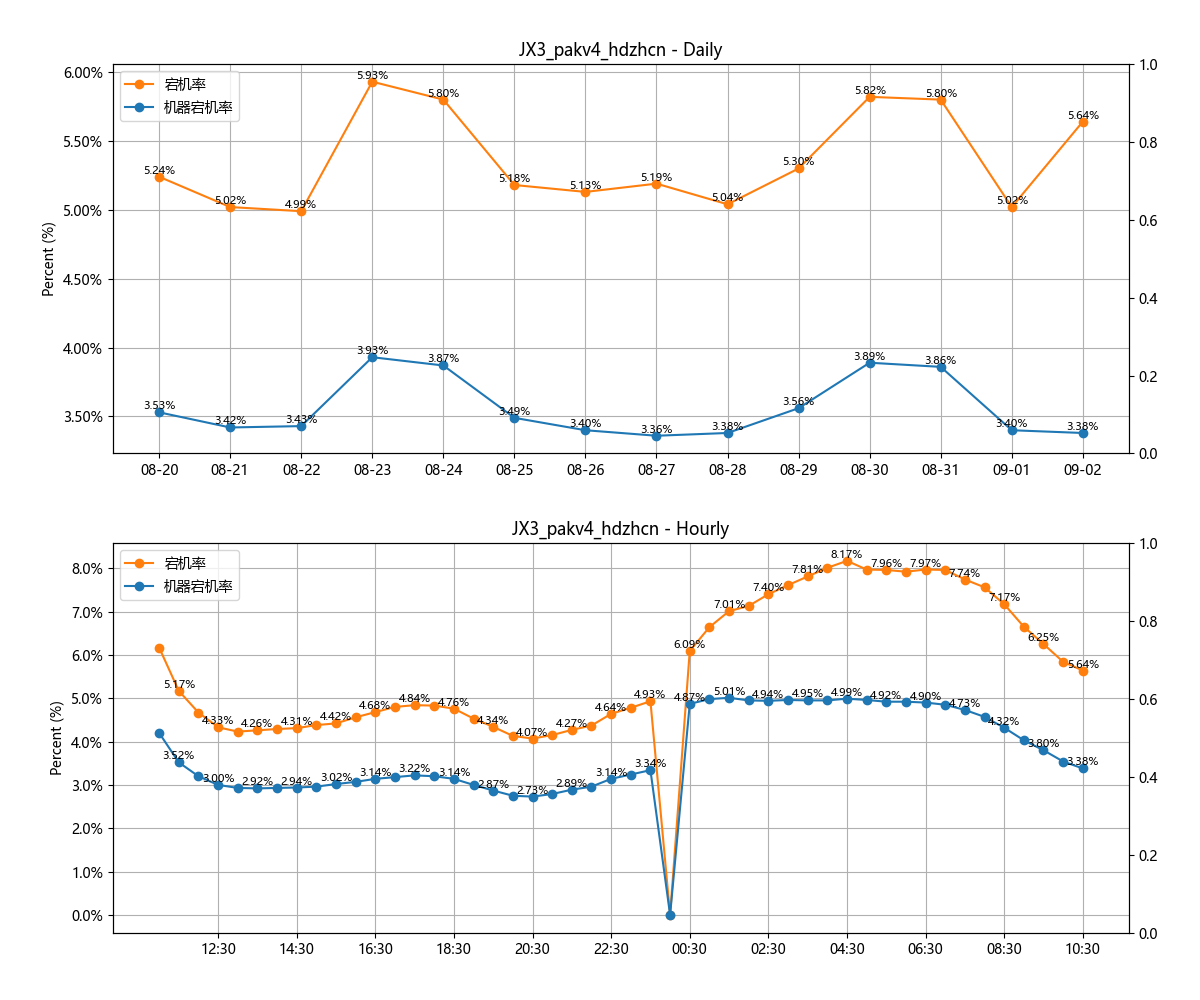 JX3_pakv4_hdzhcn - Daily
宕机率
机器宕机率
Percent (%)
6.00%
5.50%
5.00%
4.50%
4.00%
3.50%
1.0
0.8
0.6
0.4
0.2
0.0
5.24% 5.02% 4.99% 5.93% 5.80% 5.18% 5.13% 5.19% 5.04% 5.30% 5.82% 5.80% 5.02% 5.64%
3.53% 3.42% 3.43% 3.93% 3.87% 3.49% 3.40% 3.36% 3.38% 3.56% 3.89% 3.86% 3.40% 3.38%
08-20 08-21 08-22 08-23 08-24 08-25 08-26 08-27 08-28 08-29 08-30 08-31 09-01 09-02
JX3_pakv4_hdzhcn - Hourly
宕机率
机器宕机率
Percent (%)
8.0%
7.0%
6.0%
5.0%
4.0%
3.0%
2.0%
1.0%
0.0%
1.0
0.8
0.6
0.4
0.2
0.0
5.17% 4.33% 4.26% 4.31% 4.42% 4.68% 4.84% 4.76% 4.34% 4.07% 4.27% 4.64% 4.93% 6.09% 7.01% 7.40% 7.81% 8.17% 7.96% 7.97% 7.74% 7.17% 6.25% 5.64%
3.52% 3.00% 2.92% 2.94% 3.02% 3.14% 3.22% 3.14% 2.87% 2.73% 2.89% 3.14% 3.34% 4.87% 5.01% 4.94% 4.95% 4.99% 4.92% 4.90% 4.73% 4.32% 3.80% 3.38%
12:30 14:30 16:30 18:30 20:30 22:30 00:30 02:30 04:30 06:30 08:30 10:30